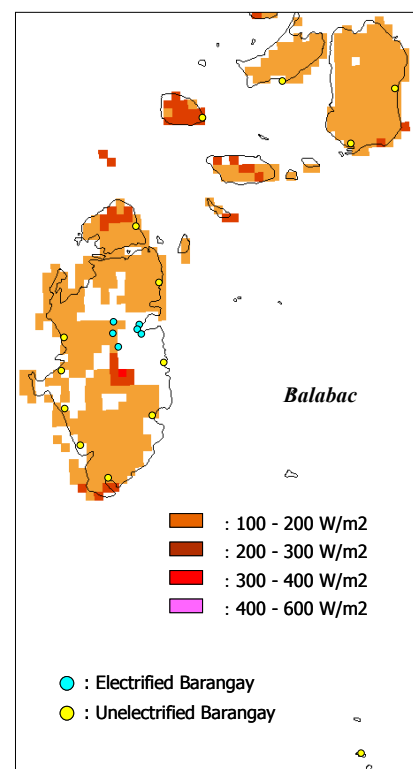 Balabac
: 100 - 200 W/m2
: 200 - 300 W/m2
: 300 - 400 W/m2
: 400 - 600 W/m2
: Electrified Barangay
: Unelectrified Barangay